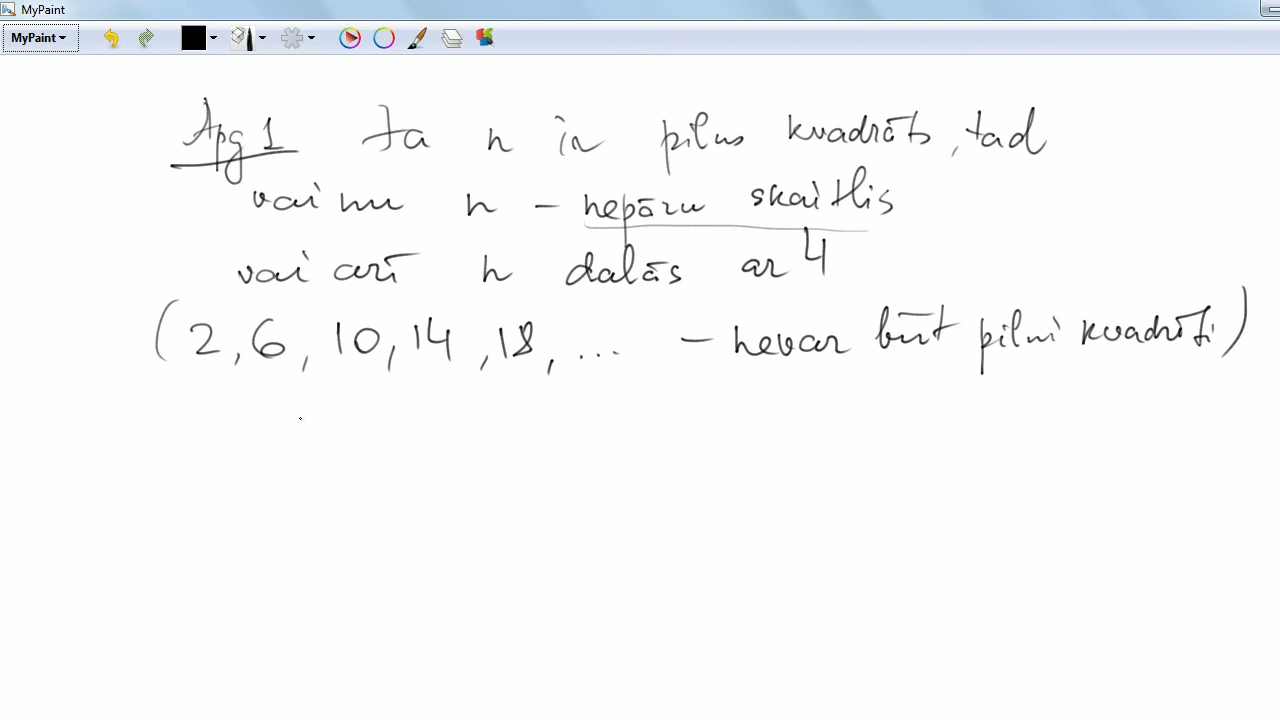 MyPaint
MyPaint
Apg 1 Ja n ir pilns kvadrāts, tad
vai nu n - nepāru skaitlis
vai arī n dalās ar 4
(2, 6, 10, 14, 18, ... - nevar būt pilni kvadrāti)